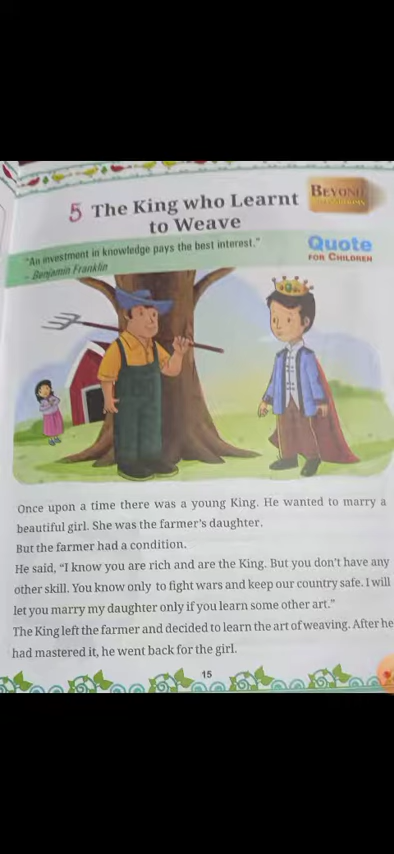 5 The King who Learnt
to Weave
BEYOND
"An investment in knowledge pays the best interest."
– Benjamin Franklin
Quote
FOR CHILDREN
Once upon a time there was a young King. He wanted to marry a
beautiful girl. She was the farmer's daughter.
But the farmer had a condition.
He said, "I know you are rich and are the King. But you don't have any
other skill. You know only to fight wars and keep our country safe. I will
let you marry my daughter only if you learn some other art."
The King left the farmer and decided to learn the art of weaving. After he
had mastered it, he went back for the girl.
15